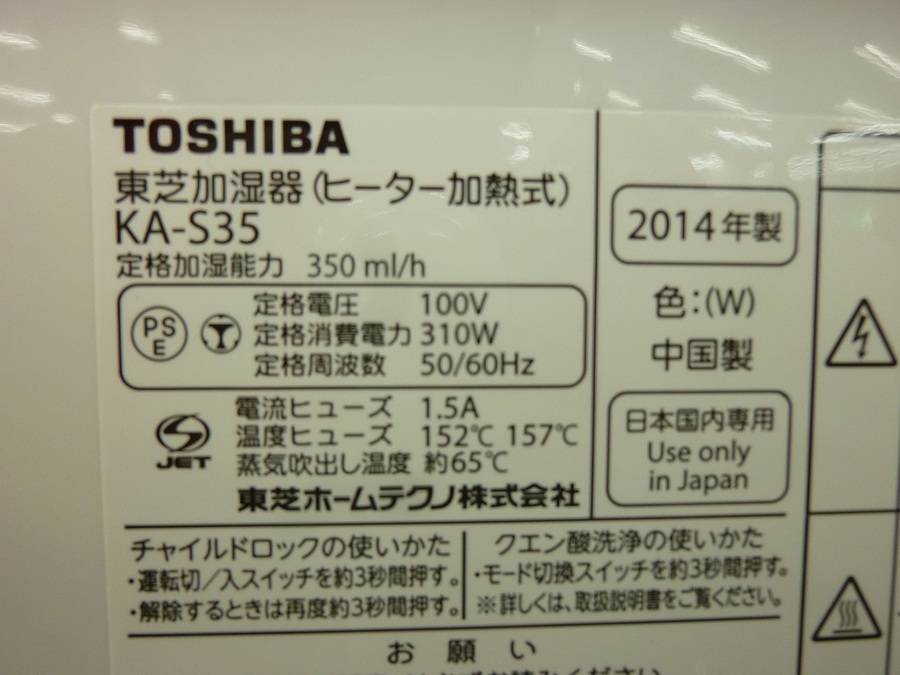 TOSHIBA
東芝加湿器(ヒーター加熱式)
KA-S35
定格加湿能力 350 ml/h
PS
E
定格電圧 100V
定格消費電力 310W
定格周波数 50/60Hz
JET
電流ヒューズ 1.5A
温度ヒューズ 152℃ 157℃
蒸気吹出し温度 約65℃
東芝ホームテクノ株式会社
2014年製
色:(W)
中国製
日本国内専用
Use only
in Japan
チャイルドロックの使いかた
・運転切/入スイッチを約3秒間押す。
・解除するときは再度約3秒間押す。
クエン酸洗浄の使いかた
・モード切換スイッチを約3秒間押す。
※詳しくは、取扱説明書をご覧ください。
お願い